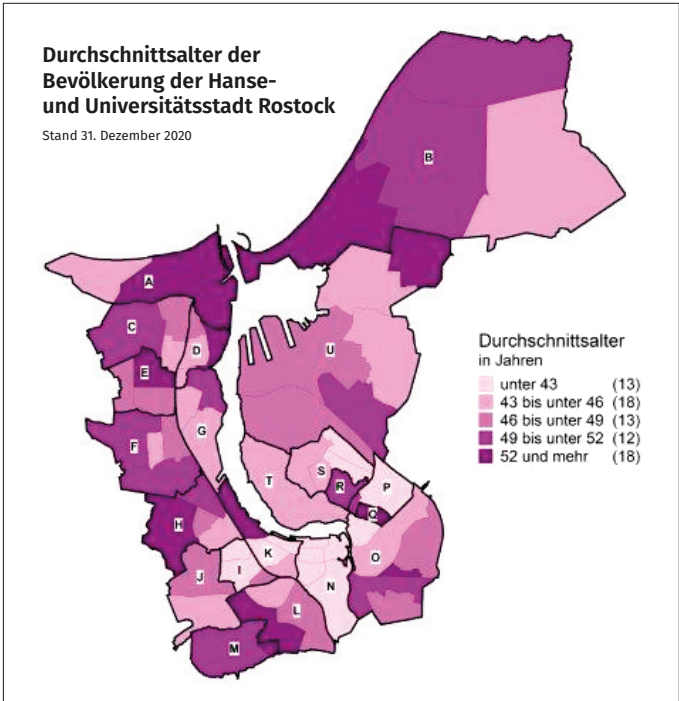 Durchschnittsalter der
Bevölkerung der Hanse-
und Universitätsstadt Rostock
Stand 31. Dezember 2020
B
A
C
D
U
E
G
F
S
T
R
P
Q
H
K
O
I
J
N
L
M
Durchschnittsalter
in Jahren
unter 43 (13)
43 bis unter 46 (18)
46 bis unter 49 (13)
49 bis unter 52 (12)
52 und mehr (18)